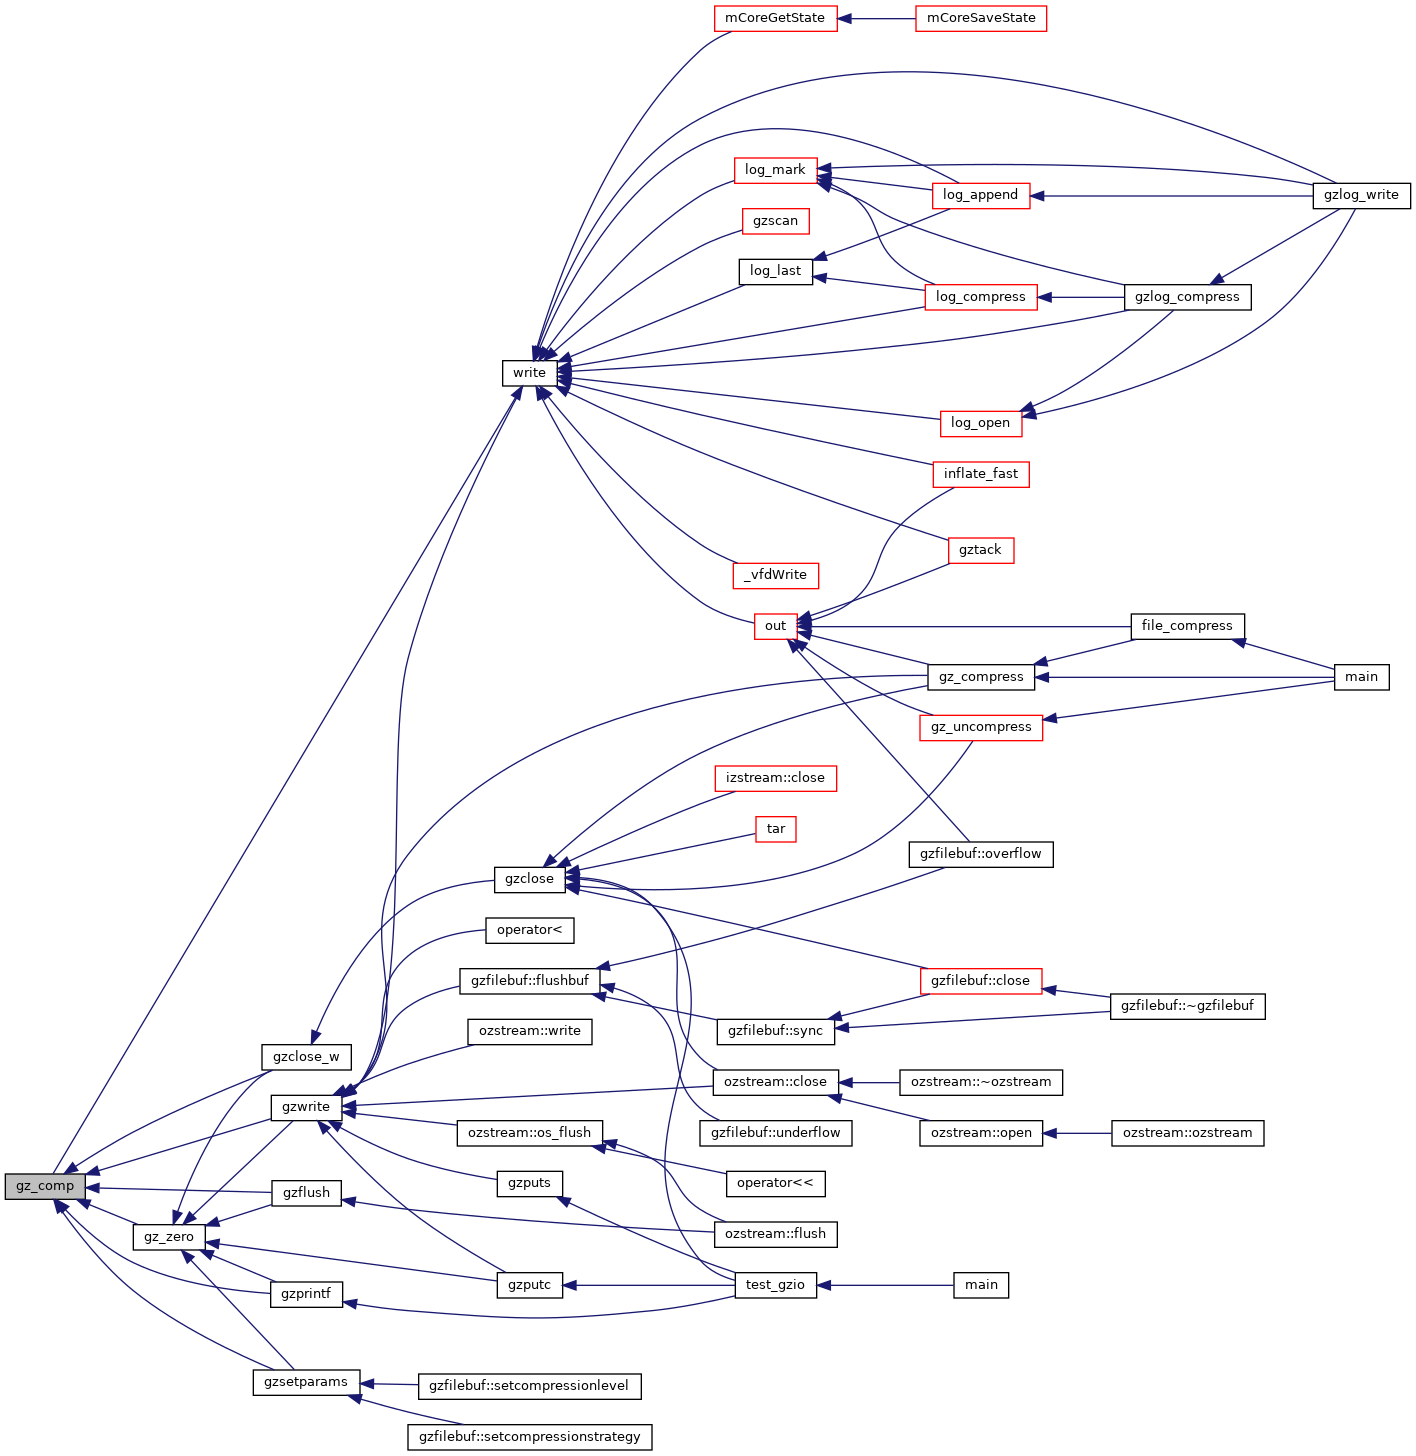 mCoreGetState
mCoreSaveState
log_mark
log_append
gzlog_write
gzscan
log_last
log_compress
gzlog_compress
write
log_open
inflate_fast
gztack
_vfdWrite
out
file_compress
gz_compress
main
gz_uncompress
izstream::close
tar
gzfilebuf::overflow
gzclose
operator<
gzfilebuf::flushbuf
gzfilebuf::close
gzfilebuf::~gzfilebuf
gzfilebuf::sync
ozstream::write
gzclose_w
ozstream::close
ozstream::~ozstream
gzwrite
ozstream::os_flush
gzfilebuf::underflow
ozstream::open
ozstream::ozstream
gz_comp
gzflush
gzputs
operator<<
gz_zero
ozstream::flush
gzprintf
gzputc
test_gzio
main
gzsetparams
gzfilebuf::setcompressionlevel
gzfilebuf::setcompressionstrategy